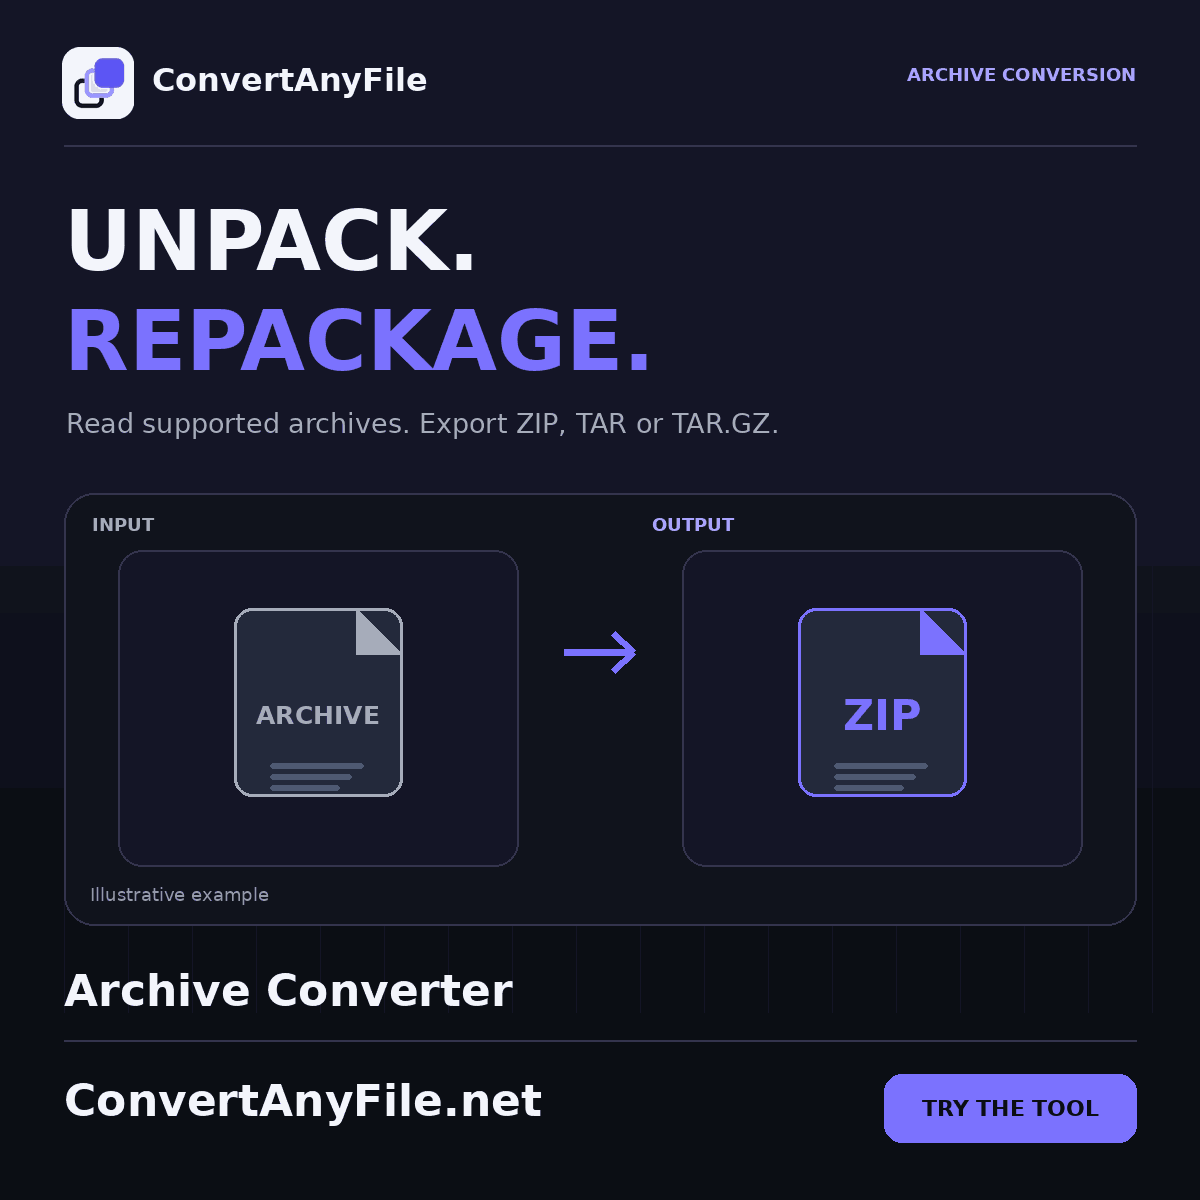 ConvertAnyFile
ARCHIVE CONVERSION
UNPACK.
REPACKAGE.
Read supported archives. Export ZIP, TAR or TAR.GZ.
INPUT
OUTPUT
ARCHIVE
ZIP
Illustrative example
Archive Converter
ConvertAnyFile.net
TRY THE TOOL